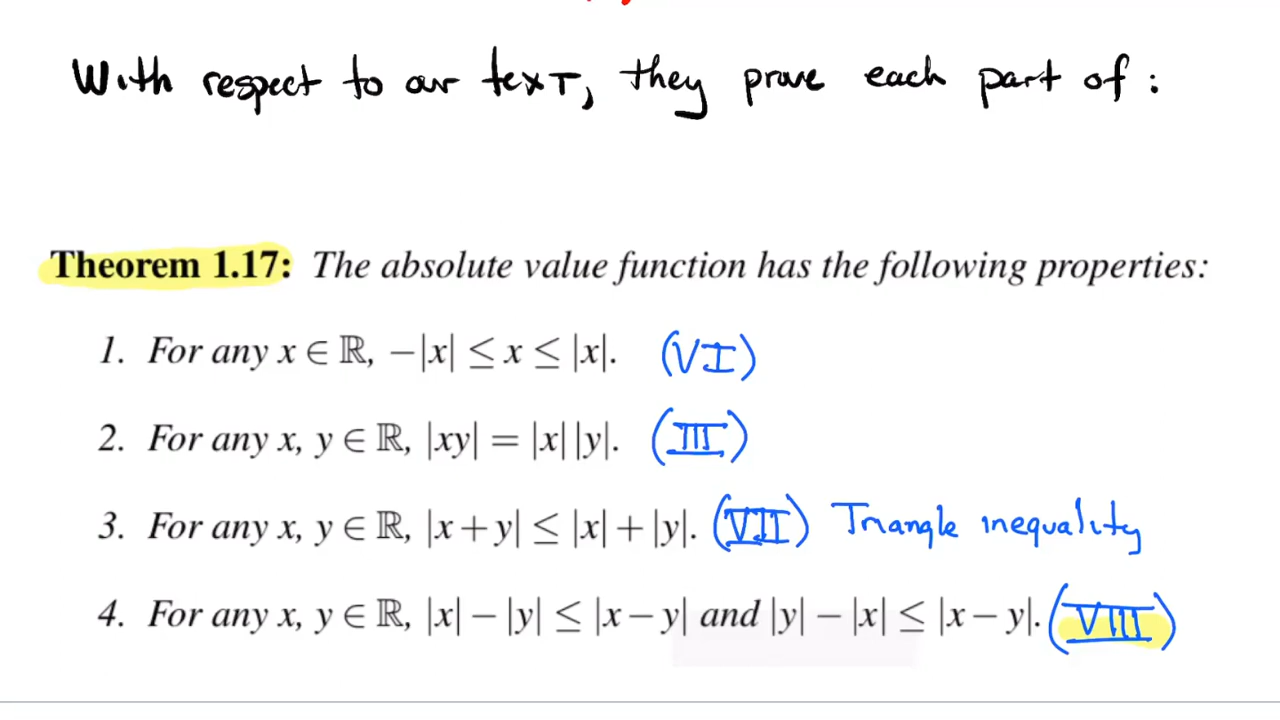 With respect to our text, they prove each part of:
Theorem 1.17: The absolute value function has the following properties:
1. For any x ∈ ℝ, −|x| ≤ x ≤ |x|. (VI)
2. For any x, y ∈ ℝ, |xy| = |x| |y|. (III)
3. For any x, y ∈ ℝ, |x + y| ≤ |x| + |y|. (VII) Triangle inequality
4. For any x, y ∈ ℝ, |x| − |y| ≤ |x − y| and |y| − |x| ≤ |x − y|. (VIII)